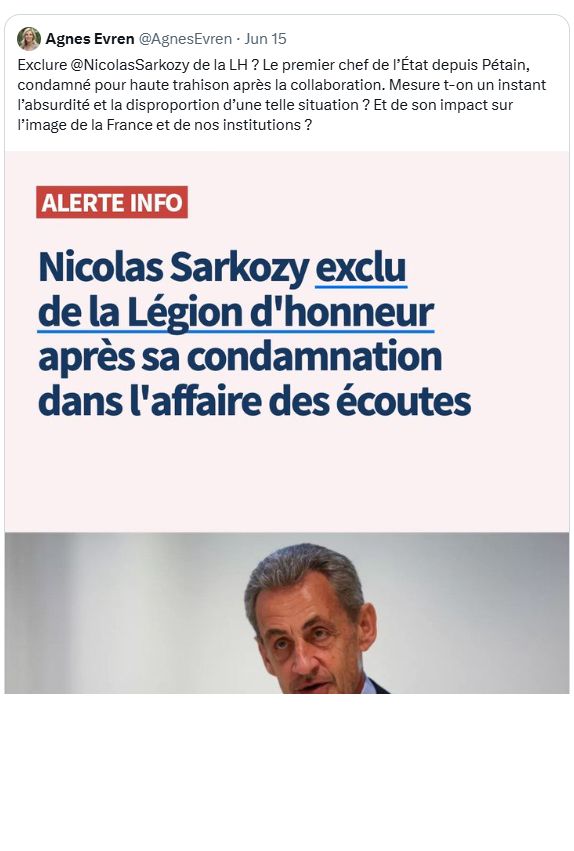 Agnes Evren @AgnesEvren · Jun 15
Exclure @NicolasSarkozy de la LH ? Le premier chef de l’État depuis Pétain,
condamné pour haute trahison après la collaboration. Mesure t-on un instant
l’absurdité et la disproportion d’une telle situation ? Et de son impact sur
l’image de la France et de nos institutions ?
ALERTE INFO
Nicolas Sarkozy exclu
de la Légion d'honneur
après sa condamnation
dans l'affaire des écoutes